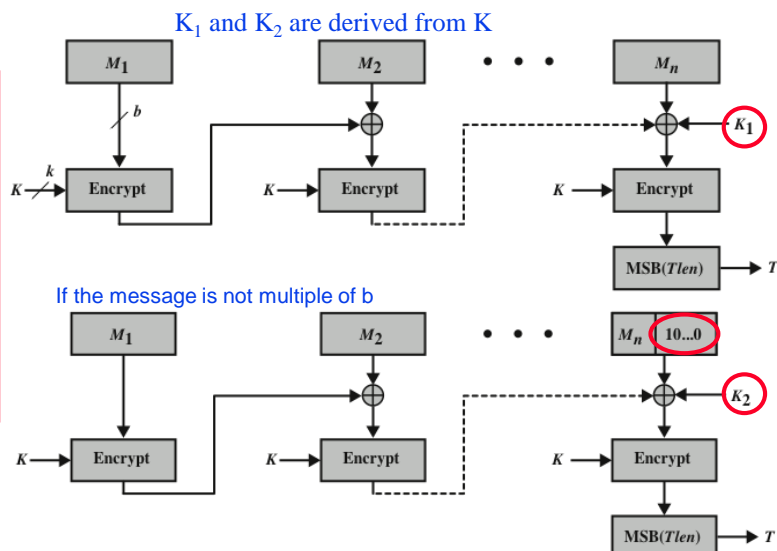 K₁ and K₂ are derived from K
M₁ M₂ • • • Mₙ
b
K₁
k
K Encrypt K Encrypt K Encrypt
MSB(Tlen) T
If the message is not multiple of b
M₁ M₂ • • • Mₙ 10...0
K₂
K Encrypt K Encrypt K Encrypt
MSB(Tlen) T